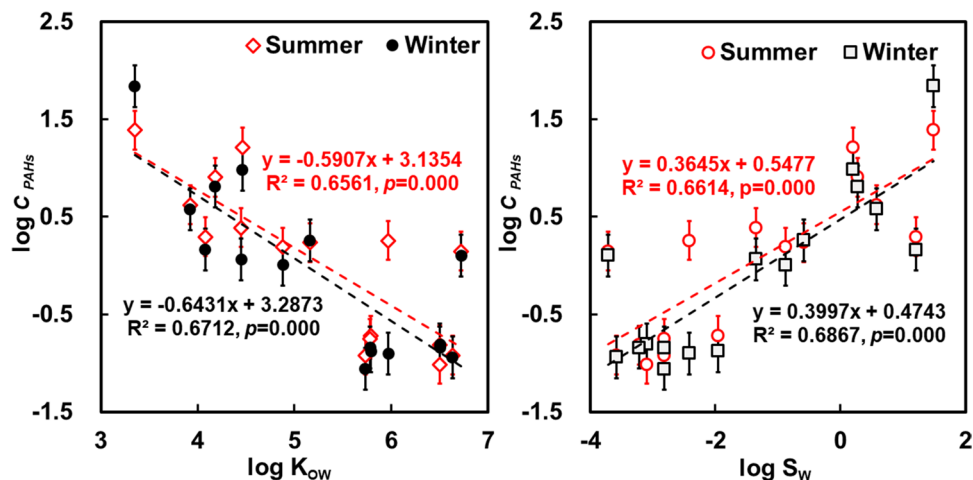 Summer Winter
y = -0.5907x + 3.1354
R² = 0.6561, p=0.000
y = -0.6431x + 3.2873
R² = 0.6712, p=0.000
log C PAHs
2.5
1.5
0.5
-0.5
-1.5
3 4 5 6 7
log KOW
Summer Winter
y = 0.3645x + 0.5477
R² = 0.6614, p=0.000
y = 0.3997x + 0.4743
R² = 0.6867, p=0.000
log C PAHs
2.5
1.5
0.5
-0.5
-1.5
-4 -2 0 2
log SW